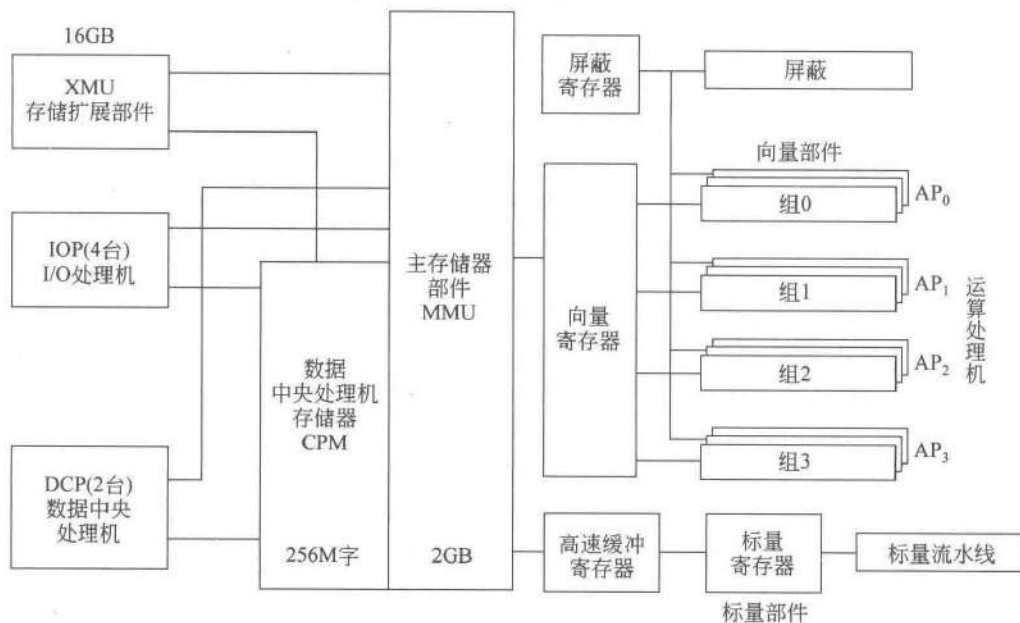 16GB
XMU
存储扩展部件
IOP(4台)
I/O处理机
DCP(2台)
数据中央
处理机
数据
中央处理机
存储器
CPM
256M字
主存储器
部件
MMU
2GB
屏蔽
寄存器
屏蔽
向量部件
向量
寄存器
组0
AP₀
组1
AP₁
组2
AP₂
组3
AP₃
运算处理机
高速缓冲
寄存器
标量
寄存器
标量流水线
标量部件